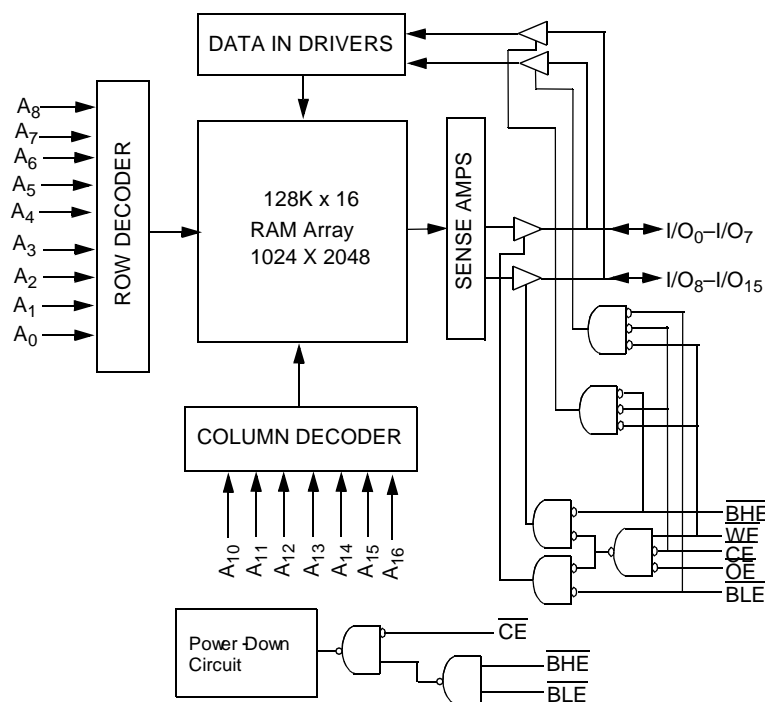 DATA IN DRIVERS
A8
A7
A6
A5
A4
A3
A2
A1
A0
ROW DECODER
128K x 16
RAM Array
1024 X 2048
SENSE AMPS
I/O0–I/O7
I/O8–I/O15
COLUMN DECODER
A10
A11
A12
A13
A14
A15
A16
BHE
WE
CE
OE
BLE
Power-Down
Circuit
CE
BHE
BLE